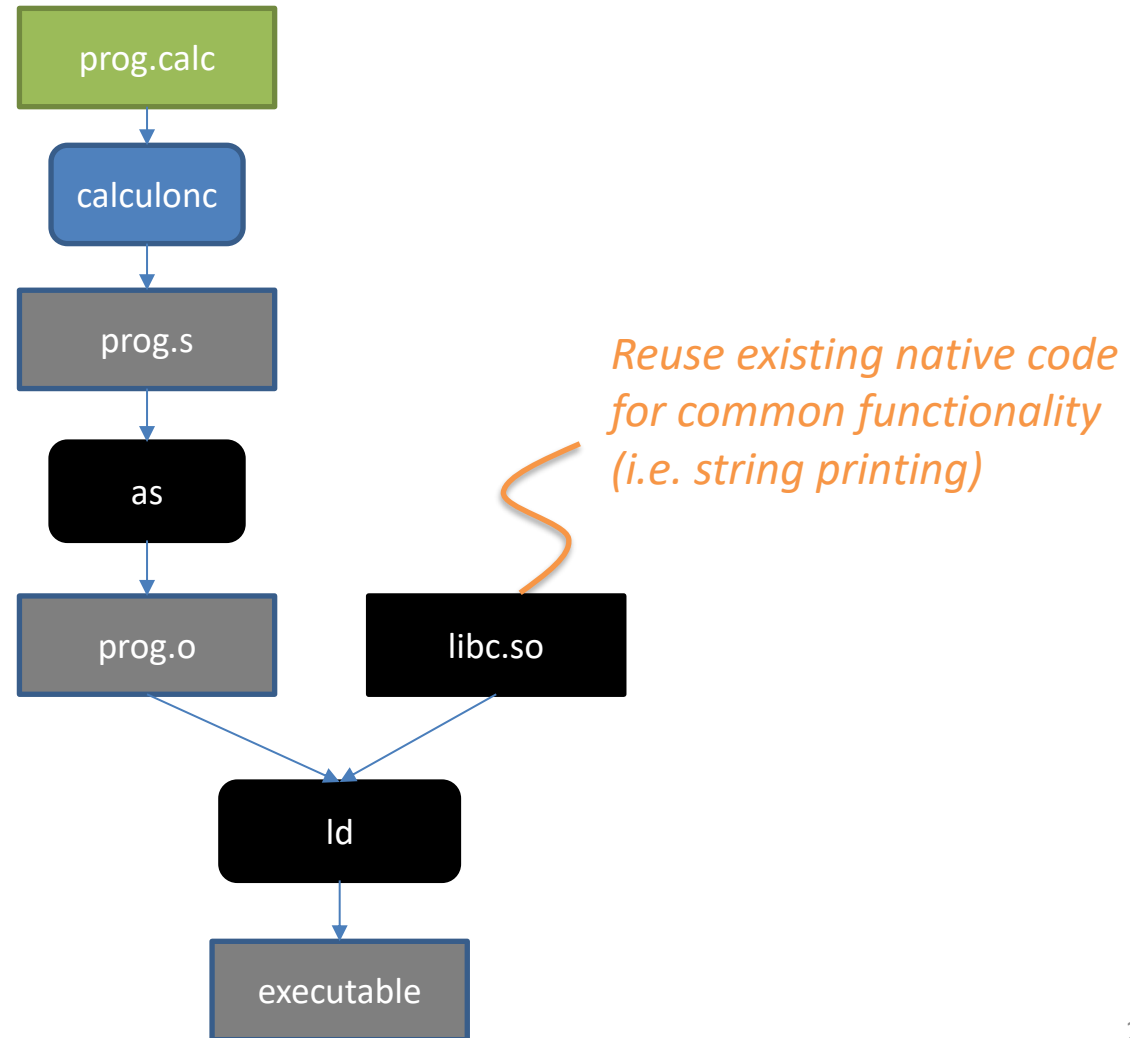 prog.calc
calculonc
prog.s
Reuse existing native code
for common functionality
(i.e. string printing)
as
prog.o
libc.so
ld
executable